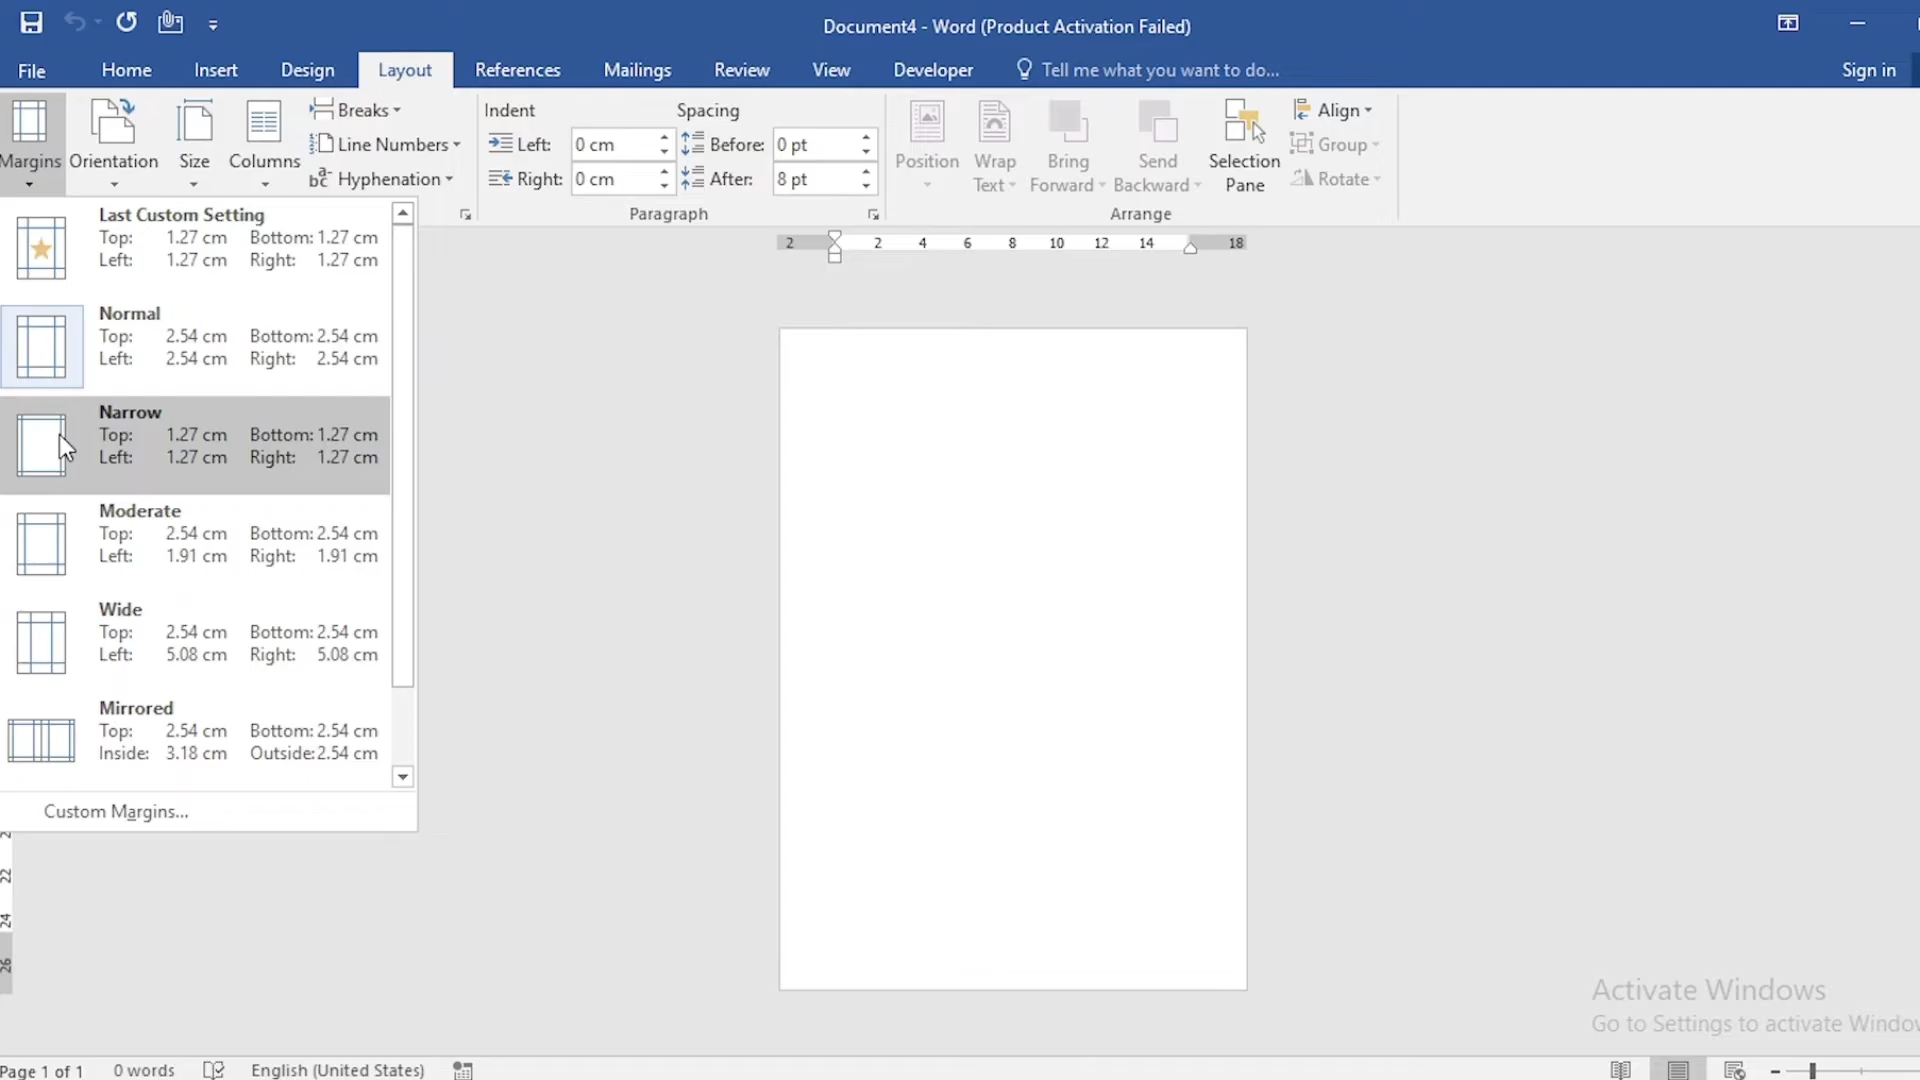 Document4 - Word (Product Activation Failed)
File Home Insert Design Layout References Mailings Review View Developer Tell me what you want to do... Sign in
Margins Orientation Size Columns
Breaks
Line Numbers
Hyphenation
Indent Spacing
Left: 0 cm Before: 0 pt
Right: 0 cm After: 8 pt
Paragraph
Position Wrap Text Bring Forward Send Backward Selection Pane
Align
Group
Rotate
Arrange
Last Custom Setting
Top: 1.27 cm Bottom: 1.27 cm
Left: 1.27 cm Right: 1.27 cm
Normal
Top: 2.54 cm Bottom: 2.54 cm
Left: 2.54 cm Right: 2.54 cm
Narrow
Top: 1.27 cm Bottom: 1.27 cm
Left: 1.27 cm Right: 1.27 cm
Moderate
Top: 2.54 cm Bottom: 2.54 cm
Left: 1.91 cm Right: 1.91 cm
Wide
Top: 2.54 cm Bottom: 2.54 cm
Left: 5.08 cm Right: 5.08 cm
Mirrored
Top: 2.54 cm Bottom: 2.54 cm
Inside: 3.18 cm Outside: 2.54 cm
Custom Margins...
2 2 4 6 8 10 12 14 18
22
24
26
Activate Windows
Go to Settings to activate Window
Page 1 of 1 0 words English (United States)